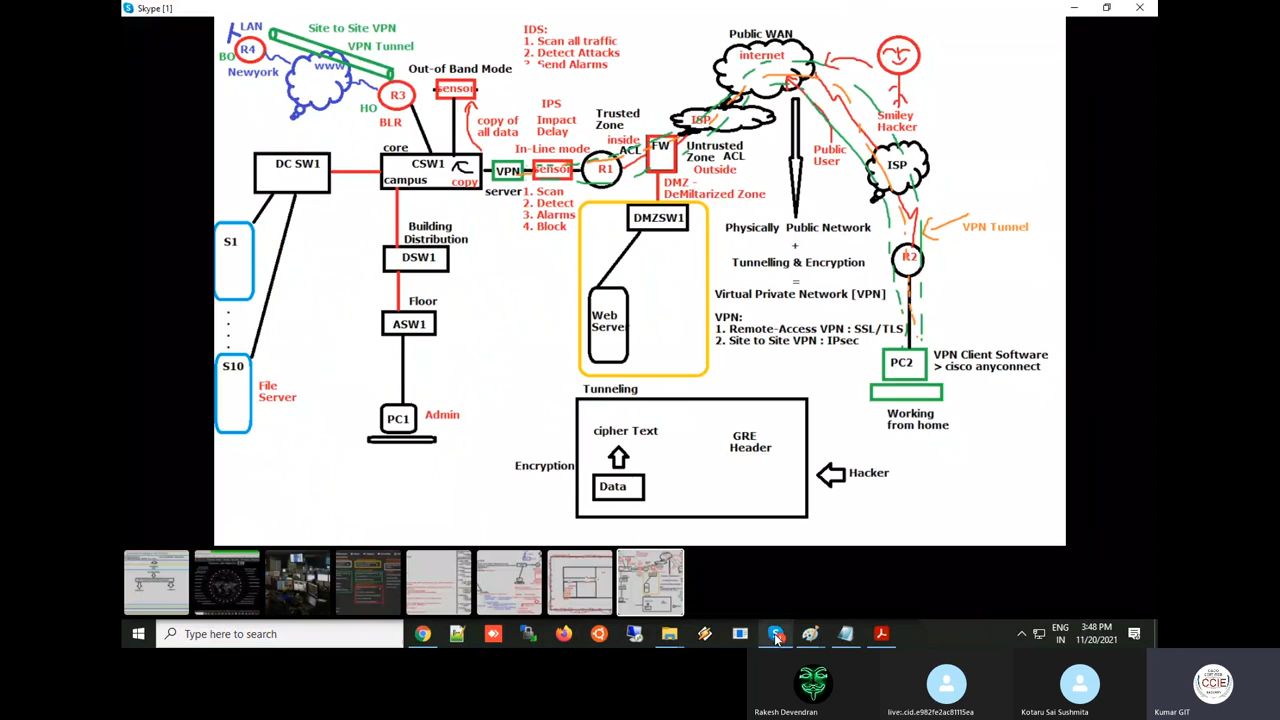 Skype [1]
LAN
Site to Site VPN
VPN Tunnel
R4
BO
Newyork
www
R3
HO
BLR
Out-of Band Mode
sensor
IDS:
1. Scan all traffic
2. Detect Attacks
3. Send Alarms
copy of
all data
IPS
Impact
Delay
In-Line mode
Trusted
Zone
inside
ACL
Public WAN
internet
ISP
Smiley
Hacker
FW
Untrusted
Zone ACL
Outside
Public
User
ISP
core
CSW1
campus
copy
DC SW1
VPN
server
sensor
R1
1. Scan
2. Detect
3. Alarms
4. Block
DMZ -
DeMiltarized Zone
DMZSW1
Web
Server
S1
S10
File
Server
Building
Distribution
DSW1
Floor
ASW1
PC1
Admin
Physically Public Network
+
Tunnelling & Encryption
=
Virtual Private Network [VPN]
VPN:
1. Remote-Access VPN : SSL/TLS
2. Site to Site VPN : IPsec
VPN Tunnel
R2
PC2
VPN Client Software
> cisco anyconnect
Working
from home
Tunneling
cipher Text
GRE
Header
Encryption
Data
Hacker
Type here to search
ENG
IN
3:48 PM
11/20/2021
Rakesh Devendran
live:.cid.e982fe2ac81115ea
Kotaru Sai Sushmita
CCIE
Kumar GIT